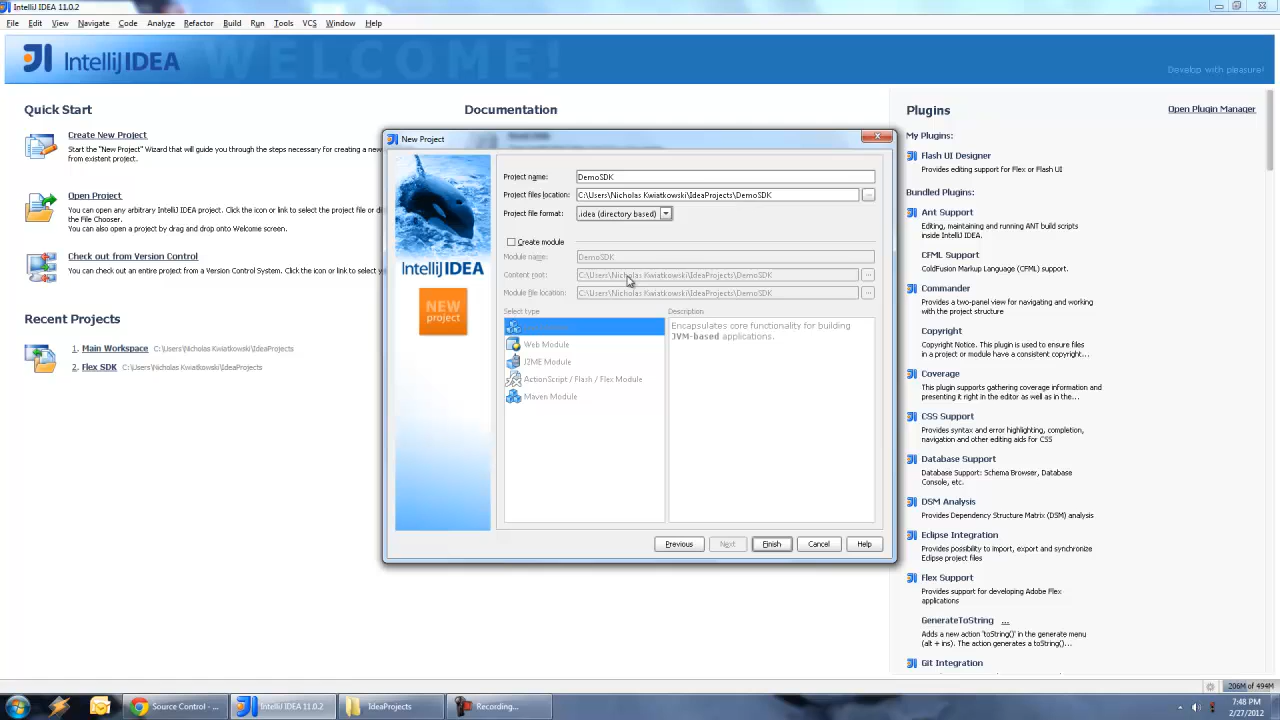 IntelliJ IDEA 11.0.2
File Edit View Navigate Code Analyze Refactor Build Run Tools VCS Window Help
IntelliJ IDEA
WELCOME!
Develop with pleasure!
Quick Start
Create New Project
Start the "New Project" Wizard that will guide you through the steps necessary for creating a new
from existent project.
Open Project
You can open any arbitrary IntelliJ IDEA project. Click the icon or link to select the project file or
the File Chooser.
You can also open a project by drag and drop onto Welcome screen.
Check out from Version Control
You can check out an entire project from a Version Control System. Click the icon or link to select
Recent Projects
1. Main Workspace C:\Users\Nicholas Kwiatkowski\IdeaProjects
2. Flex SDK C:\Users\Nicholas Kwiatkowski\IdeaProjects
Documentation
New Project
IntelliJ IDEA
NEW
project
Project name: DemoSDK
Project files location: C:\Users\Nicholas Kwiatkowski\IdeaProjects\DemoSDK ...
Project file format: .idea (directory based)
Create module
Module name: DemoSDK
Content root: C:\Users\Nicholas Kwiatkowski\IdeaProjects\DemoSDK ...
Module file location: C:\Users\Nicholas Kwiatkowski\IdeaProjects\DemoSDK ...
Select type
Web Module
J2ME Module
ActionScript / Flash / Flex Module
Maven Module
Description
Encapsulates core functionality for building
JVM-based applications.
Previous Next Finish Cancel Help
Plugins
Open Plugin Manager
My Plugins:
Flash UI Designer
Provides editing support for Flex or Flash UI
Bundled Plugins:
Ant Support
Editing, maintaining and running ANT build scripts
inside IntelliJ IDEA.
CFML Support
ColdFusion Markup Language (CFML) support.
Commander
Provides a two-panel view for navigating and working
with the project structure
Copyright
Copyright Notice. This plugin is used to ensure files
in a project or module have a consistent copyright...
Coverage
This plugin supports gathering coverage information and
presenting it right in the editor as well as in the...
CSS Support
Provides syntax and error highlighting, completion,
navigation and other editing aids for CSS
Database Support
Database Support: Schema Browser, Database
Console, etc.
DSM Analysis
Provides Dependency Structure Matrix (DSM) analysis
Eclipse Integration
Provides possibility to import, export and synchronize
Eclipse project files
Flex Support
Provides support for developing Adobe Flex
applications
GenerateToString ...
Adds a new action 'toString()' in the generate menu
(alt + ins). The action generates a toString()...
Git Integration
206M of 494M
Source Control - ...
IntelliJ IDEA 11.0.2
IdeaProjects
Recording...
7:48 PM
2/27/2012